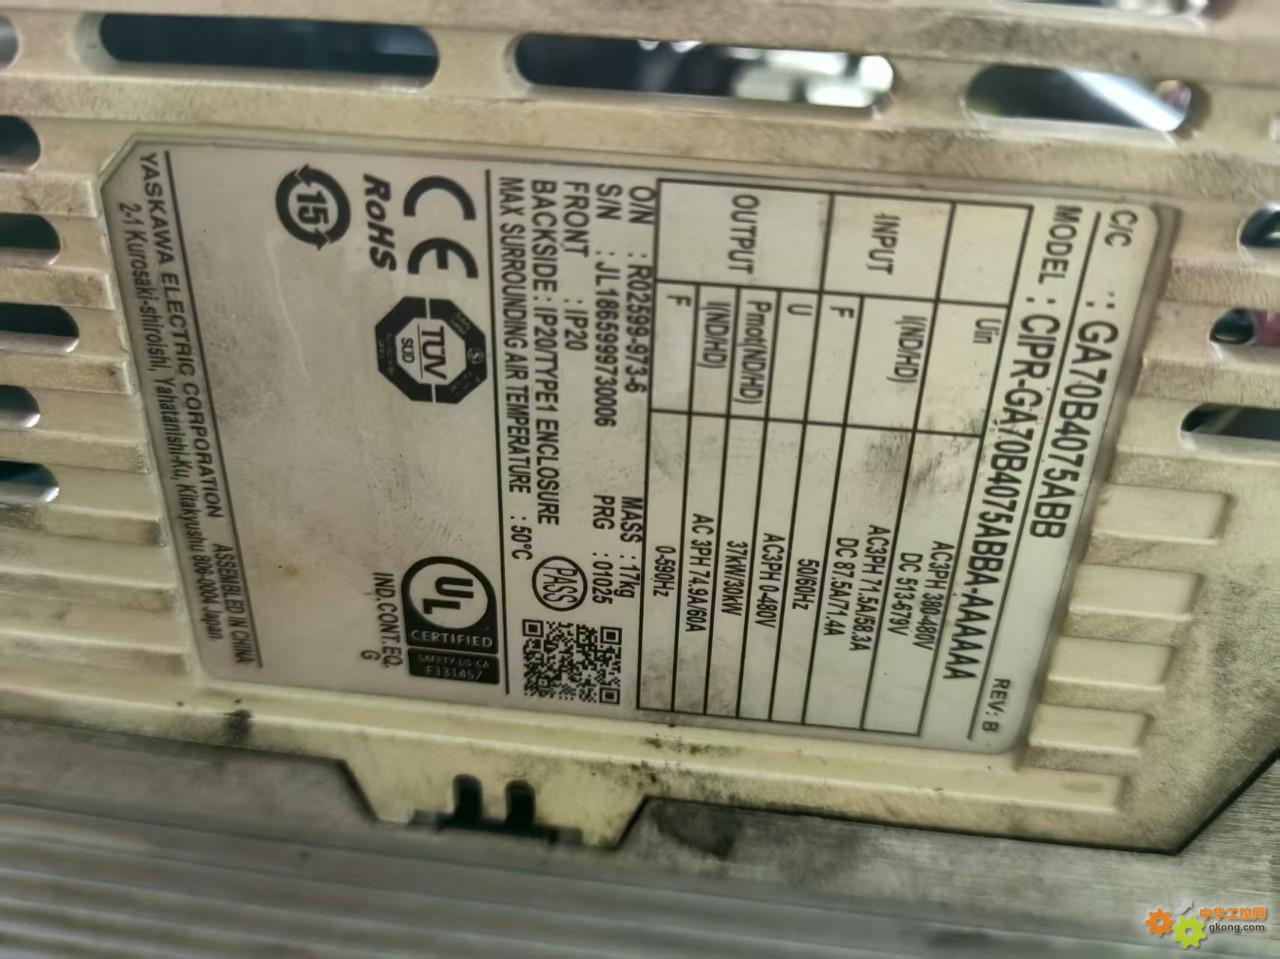 C/C : GA70B4075ABB
MODEL : CIPR-GA70B4075ABBA-AAAAAA REV: B
INPUT
Uin AC3PH 380-480V
DC 513-679V
I(ND/HD) AC3PH 71.5A/58.3A
DC 87.5A/71.4A
F 50/60Hz
OUTPUT
U AC3PH 0-480V
Pmot(ND/HD) 37kW/30kW
I(ND/HD) AC 3PH 74.9A/60A
F 0-590Hz
O/N : R02599-973-6 MASS : 17kg
S/N : JL1865999730006 PRG : 01025
FRONT : IP20
BACKSIDE : IP20/TYPE1 ENCLOSURE PASS
MAX SURROUNDING AIR TEMPERATURE : 50°C
CE
RoHS
15
TÜV
SÜD
UL
CERTIFIED
SAFETY US CA
E131457
IND.CONT.EQ.
G
YASKAWA ELECTRIC CORPORATION ASSEMBLED IN CHINA
2-1 Kurosaki-shiroishi, Yahatanishi-Ku, Kitakyushu 806-0004 Japan
中华工控网
gkong.com